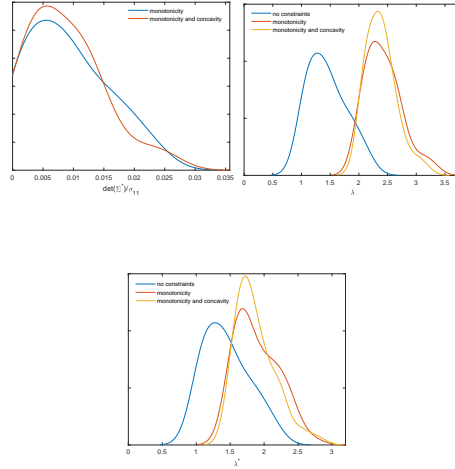 monotonicity
monotonicity and concavity
0
0.005
0.01
0.015
0.02
0.025
0.03
0.035
det(Σ*)/σ11
no constraints
monotonicity
monotonicity and concavity
0
0.5
1
1.5
2
2.5
3
3.5
λ
no constraints
monotonicity
monotonicity and concavity
0
0.5
1
1.5
2
2.5
3
λ*